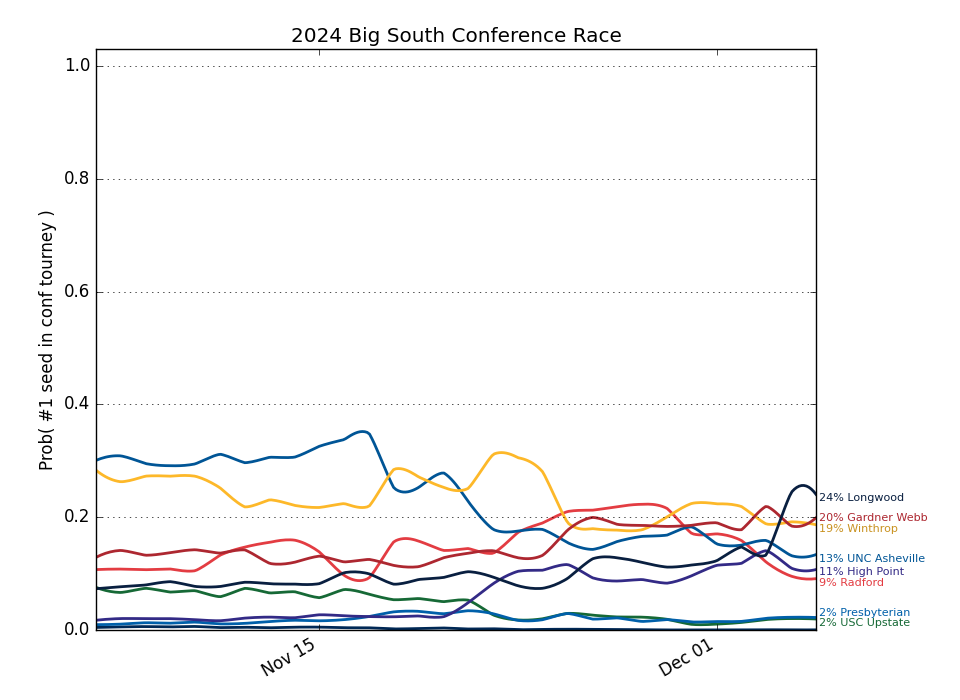 2024 Big South Conference Race
Prob( #1 seed in conf tourney )
1.0
0.8
0.6
0.4
0.2
0.0
Nov 15
Dec 01
24% Longwood
20% Gardner Webb
19% Winthrop
13% UNC Asheville
11% High Point
9% Radford
2% Presbyterian
2% USC Upstate